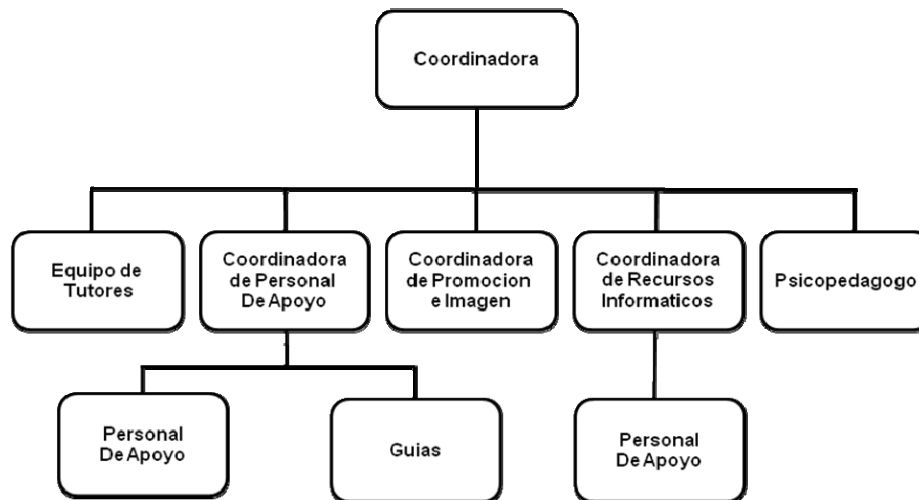 Coordinadora
Equipo de
Tutores
Coordinadora
de Personal
De Apoyo
Coordinadora
de Promocion
e Imagen
Coordinadora
de Recursos
Informaticos
Psicopedagogo
Personal
De Apoyo
Guias
Personal
De Apoyo